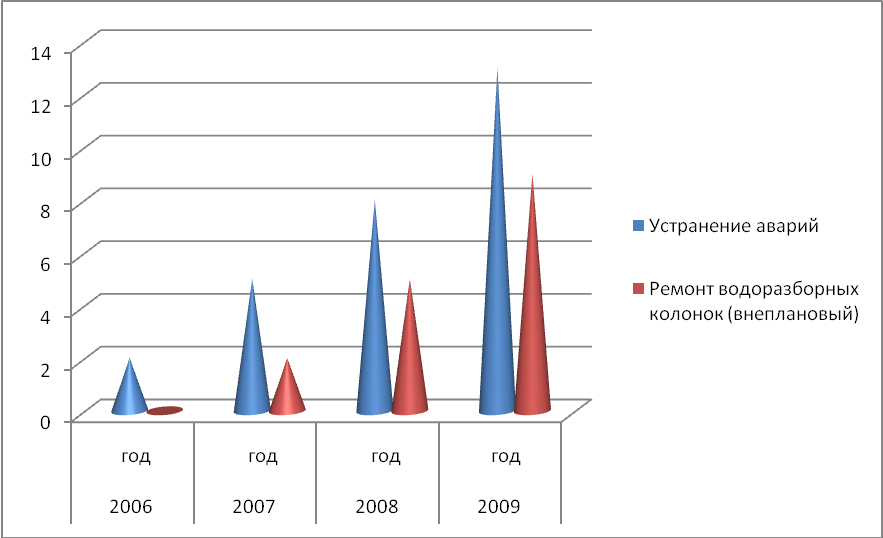 14
12
10
8
6
4
2
0
год год год год
2006 2007 2008 2009
Устранение аварий
Ремонт водоразборных
колонок (внеплановый)